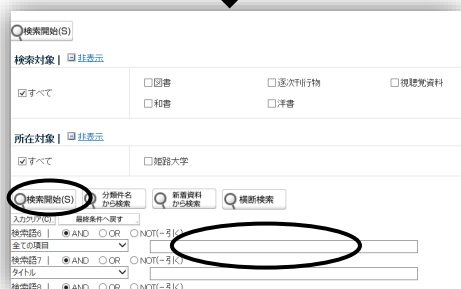 検索開始(S)
検索対象 | 非表示
すべて 図書 逐次刊行物 視聴覚資料
和書 洋書
所在対象 | 非表示
すべて 姫路大学
検索開始(S) 分類件名から検索 新着資料から検索 横断検索
入力クリア(C) 最終条件へ戻す
検索語6 | AND OR NOT(-引く)
全ての項目
検索語7 | AND OR NOT(-引く)
タイトル
検索語8 | AND OR NOT(-引く)